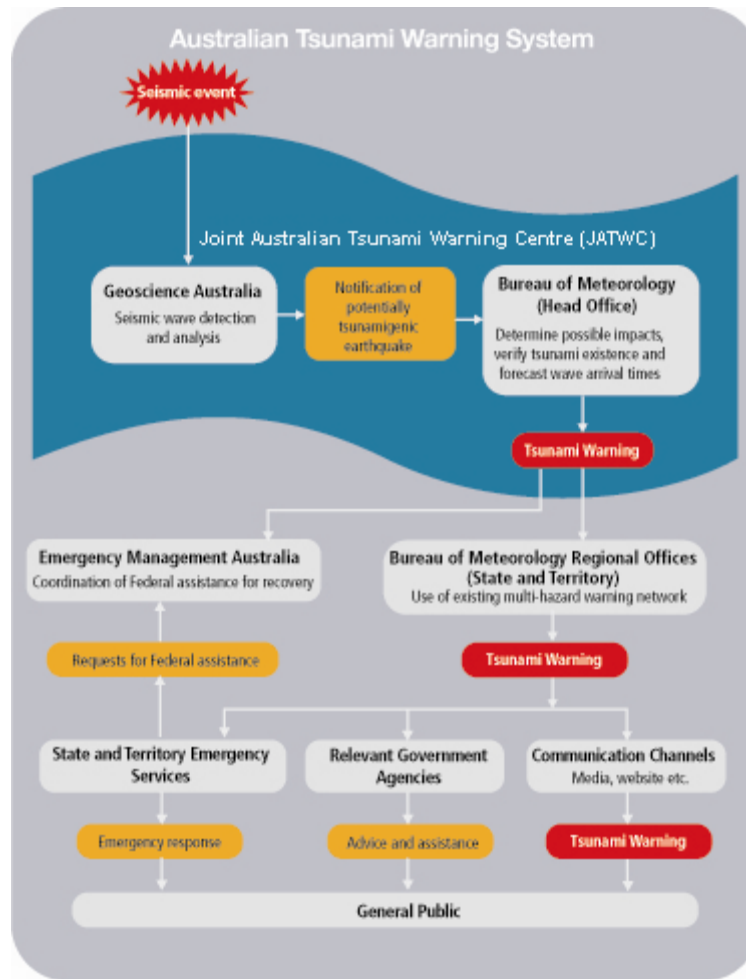 Australian Tsunami Warning System
Seismic event
Joint Australian Tsunami Warning Centre (JATWC)
Geoscience Australia
Seismic wave detection
and analysis
Notification of
potentially
tsunamigenic
earthquake
Bureau of Meteorology
(Head Office)
Determine possible impacts,
verify tsunami existence and
forecast wave arrival times
Tsunami Warning
Emergency Management Australia
Coordination of Federal assistance for recovery
Bureau of Meteorology Regional Offices
(State and Territory)
Use of existing multi-hazard warning network
Requests for Federal assistance
Tsunami Warning
State and Territory Emergency
Services
Relevant Government
Agencies
Communication Channels
Media, website etc.
Emergency response
Advice and assistance
Tsunami Warning
General Public